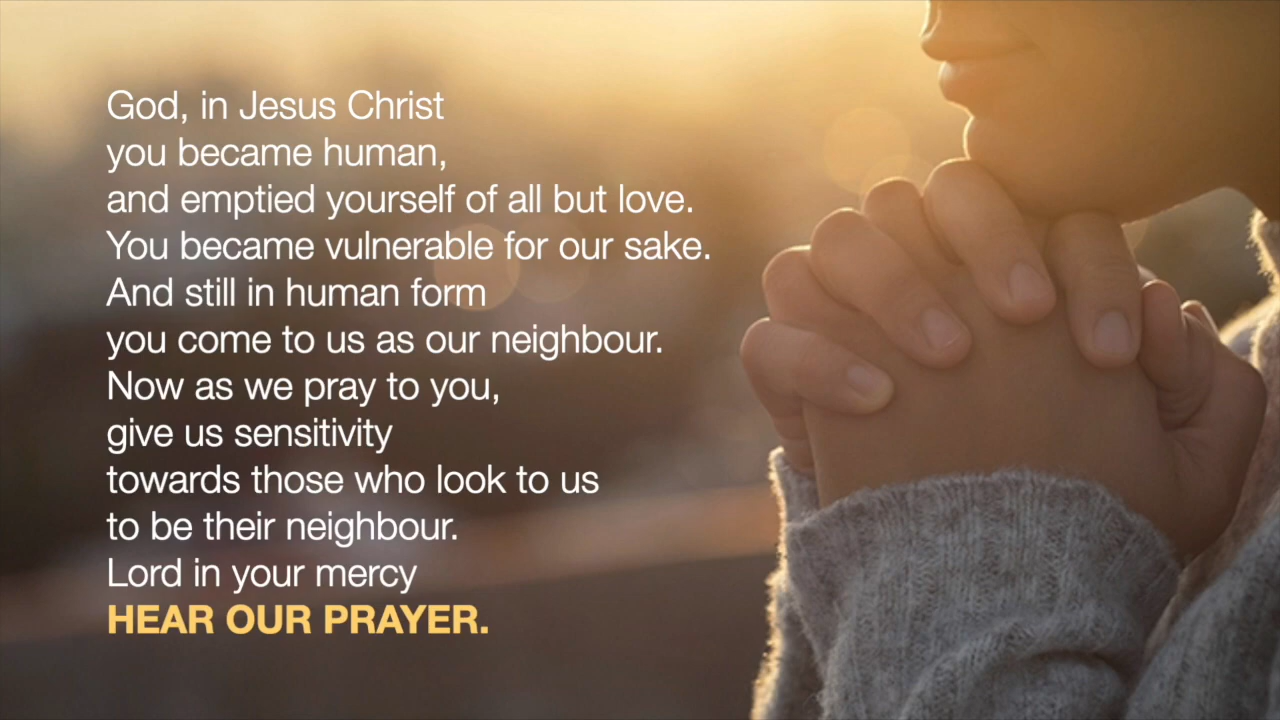 God, in Jesus Christ
you became human,
and emptied yourself of all but love.
You became vulnerable for our sake.
And still in human form
you come to us as our neighbour.
Now as we pray to you,
give us sensitivity
towards those who look to us
to be their neighbour.
Lord in your mercy
HEAR OUR PRAYER.